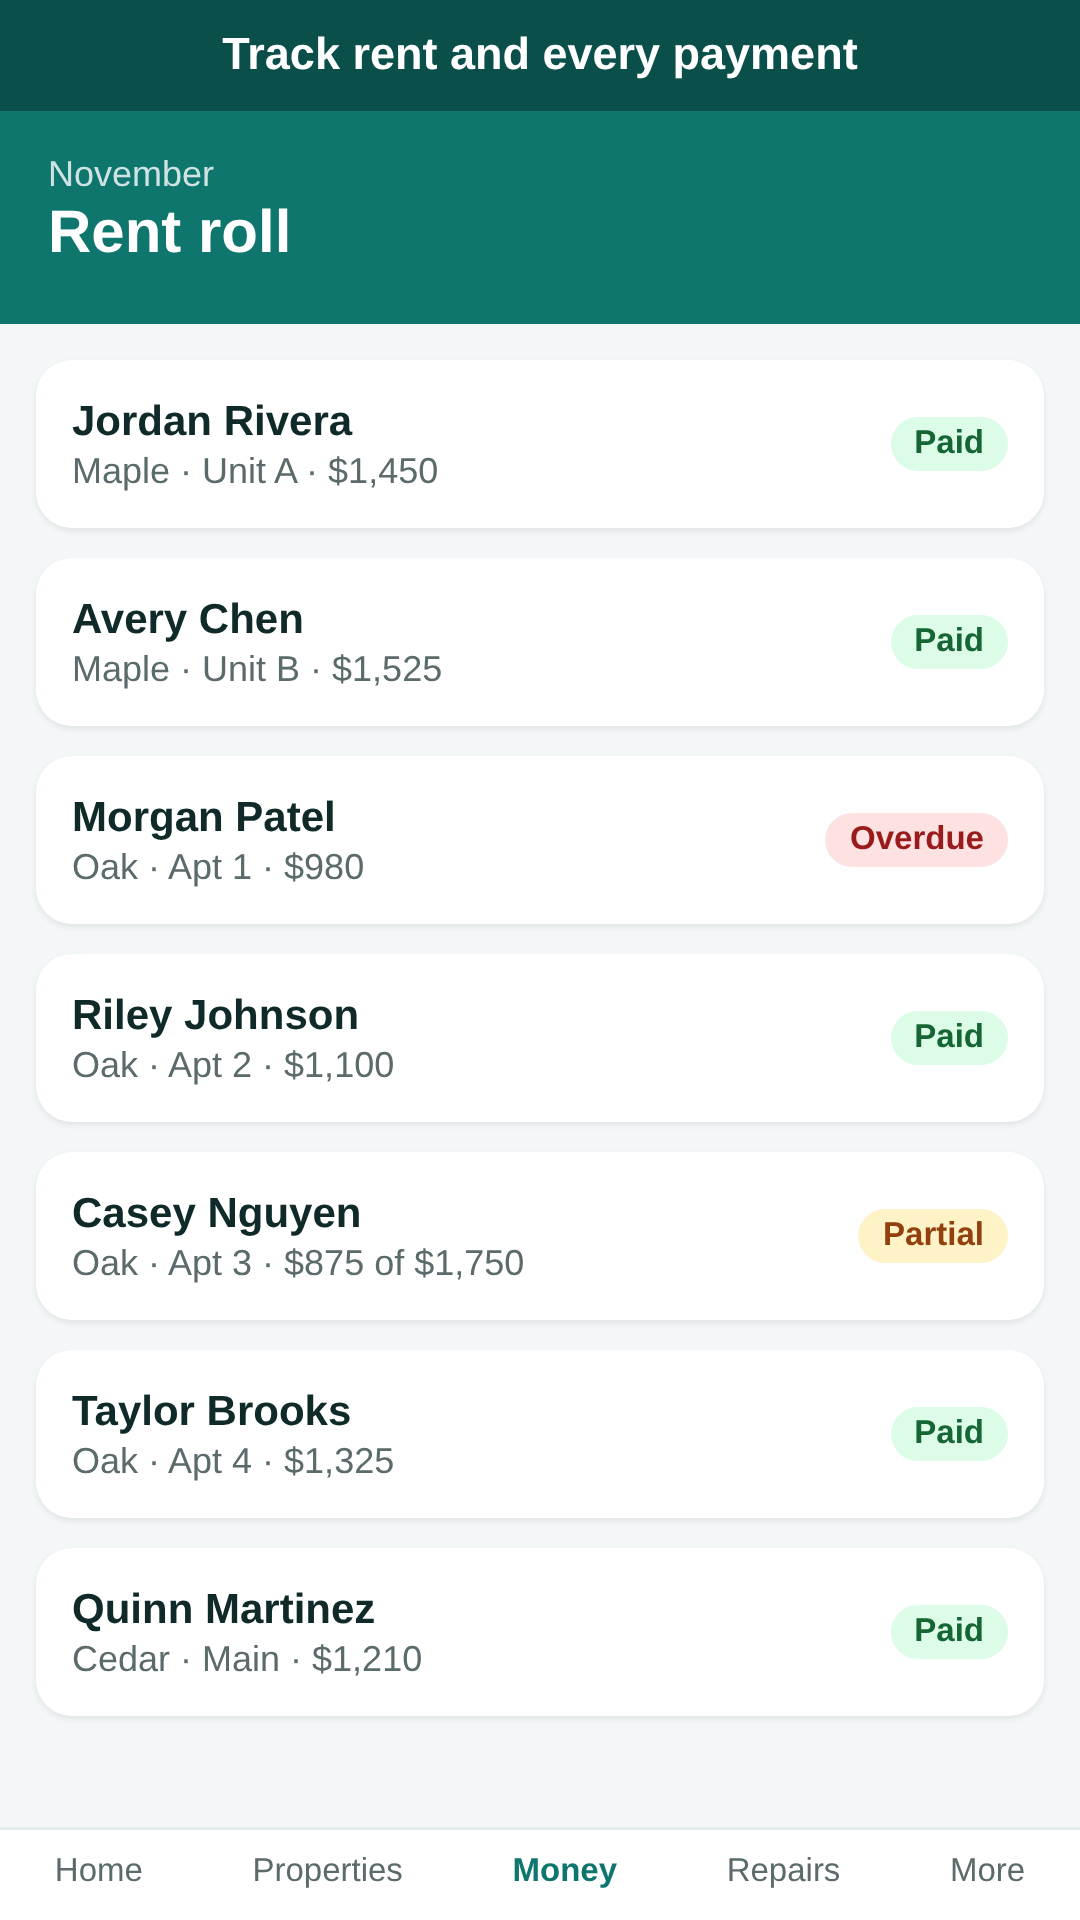 Track rent and every payment
November
Rent roll
Jordan Rivera
Maple · Unit A · $1,450
Paid
Avery Chen
Maple · Unit B · $1,525
Paid
Morgan Patel
Oak · Apt 1 · $980
Overdue
Riley Johnson
Oak · Apt 2 · $1,100
Paid
Casey Nguyen
Oak · Apt 3 · $875 of $1,750
Partial
Taylor Brooks
Oak · Apt 4 · $1,325
Paid
Quinn Martinez
Cedar · Main · $1,210
Paid
Home Properties Money Repairs More